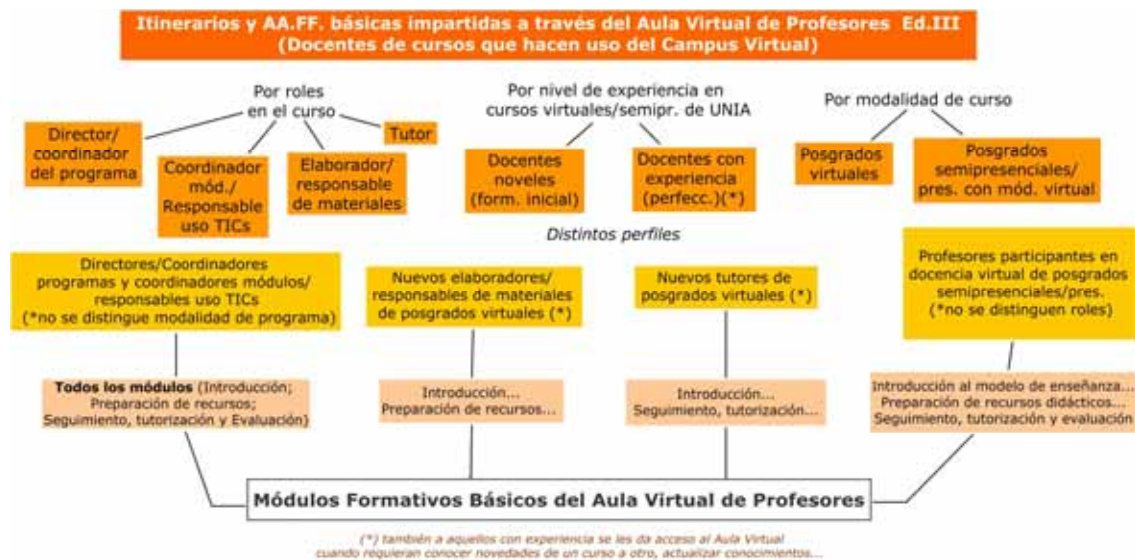 Itinerarios y AA.FF. básicas impartidas a través del Aula Virtual de Profesores Ed.III
(Docentes de cursos que hacen uso del Campus Virtual)
Por roles
en el curso
Por nivel de experiencia en
cursos virtuales/semipr. de UNIA
Por modalidad de curso
Director/
coordinador
del programa
Coordinador
mód./
Responsable
uso TICs
Elaborador/
responsable
de materiales
Tutor
Docentes
noveles
(form. inicial)
Docentes con
experiencia
(perfecc.)(*)
Posgrados
virtuales
Posgrados
semipresenciales/
pres. con mód. virtual
Distintos perfiles
Directores/Coordinadores
programas y coordinadores módulos/
responsables uso TICs
(*no se distingue modalidad de programa)
Nuevos elaboradores/
responsables de materiales
de posgrados virtuales (*)
Nuevos tutores de
posgrados virtuales (*)
Profesores participantes en
docencia virtual de posgrados
semipresenciales/pres.
(*no se distinguen roles)
Todos los módulos (Introducción;
Preparación de recursos;
Seguimiento, tutorización y Evaluación)
Introducción...
Preparación de recursos...
Introducción...
Seguimiento, tutorización...
Introducción al modelo de enseñanza...
Preparación de recursos didácticos...
Seguimiento, tutorización y evaluación
Módulos Formativos Básicos del Aula Virtual de Profesores
(*) también a aquellos con experiencia se les da acceso al Aula Virtual
cuando requieran conocer novedades de un curso a otro, actualizar conocimientos...